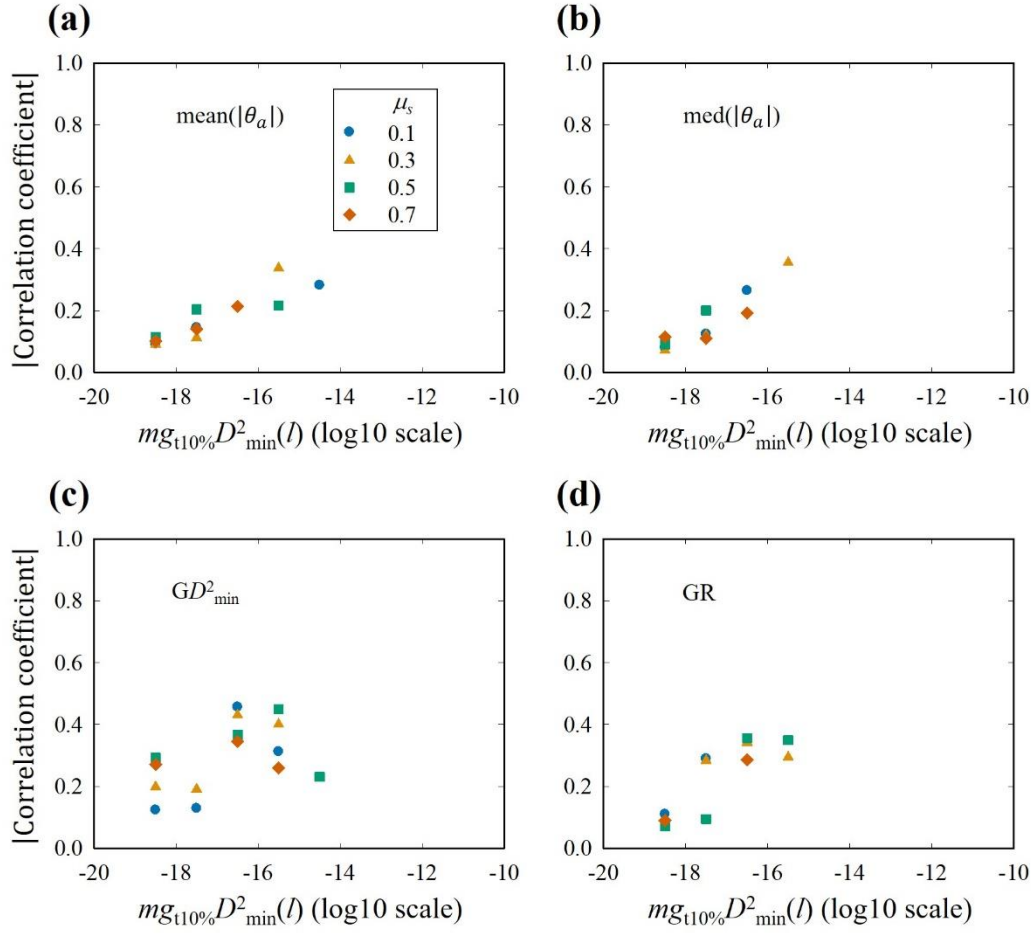 (a)
|Correlation coefficient|
1.0
0.8
0.6
0.4
0.2
0.0
mean(|θₐ|)
μₛ
0.1
0.3
0.5
0.7
-20 -18 -16 -14 -12 -10
mgₜ₁₀%D²ₘᵢₙ(l) (log10 scale)
(b)
1.0
0.8
0.6
0.4
0.2
0.0
med(|θₐ|)
-20 -18 -16 -14 -12 -10
mgₜ₁₀%D²ₘᵢₙ(l) (log10 scale)
(c)
|Correlation coefficient|
1.0
0.8
0.6
0.4
0.2
0.0
GD²ₘᵢₙ
-20 -18 -16 -14 -12 -10
mgₜ₁₀%D²ₘᵢₙ(l) (log10 scale)
(d)
1.0
0.8
0.6
0.4
0.2
0.0
GR
-20 -18 -16 -14 -12 -10
mgₜ₁₀%D²ₘᵢₙ(l) (log10 scale)